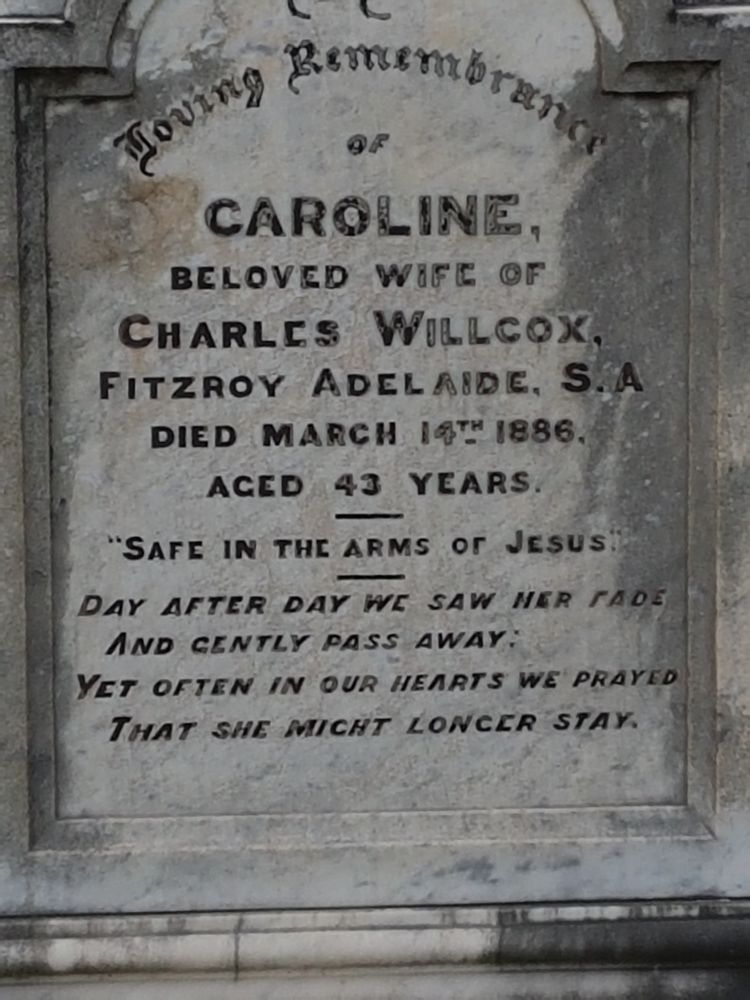 Loving Remembrance
OF
CAROLINE,
BELOVED WIFE OF
CHARLES WILLCOX,
FITZROY ADELAIDE, S.A
DIED MARCH 14TH 1886,
AGED 43 YEARS.
"SAFE IN THE ARMS OF JESUS."
DAY AFTER DAY WE SAW HER FADE
AND GENTLY PASS AWAY:
YET OFTEN IN OUR HEARTS WE PRAYED
THAT SHE MIGHT LONGER STAY.